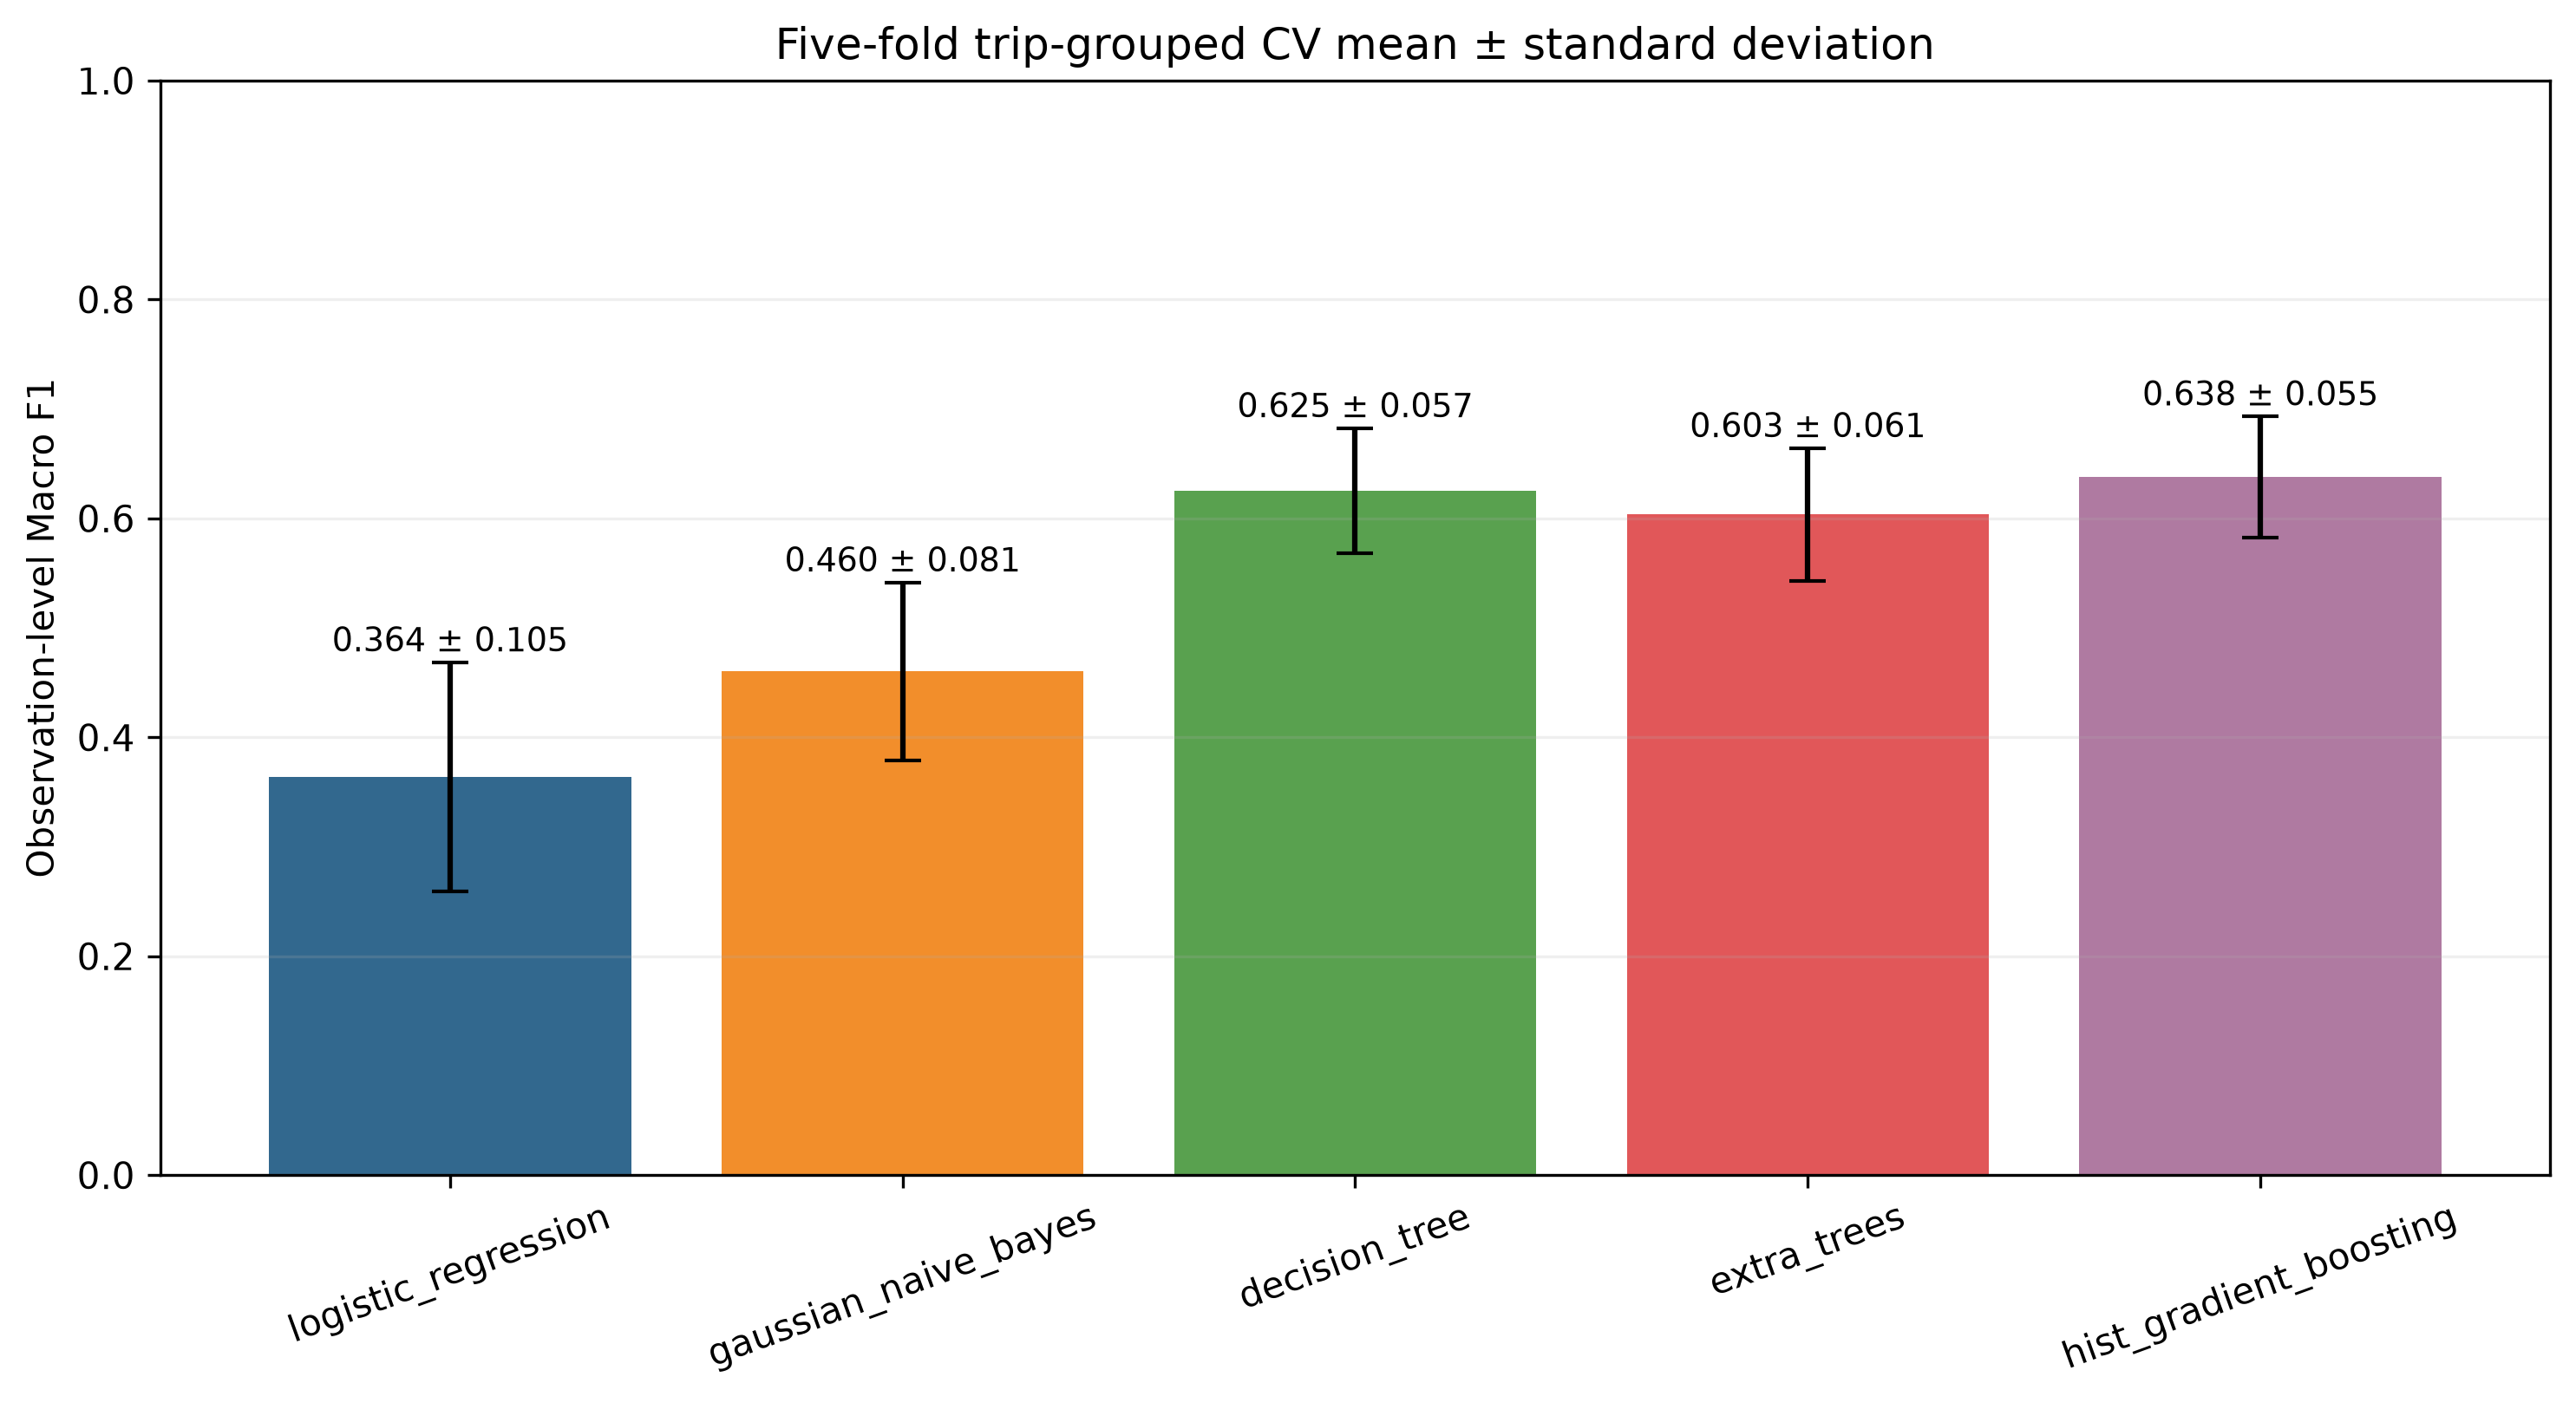 Five-fold trip-grouped CV mean ± standard deviation
Observation-level Macro F1
1.0
0.8
0.6
0.4
0.2
0.0
0.364 ± 0.105
0.460 ± 0.081
0.625 ± 0.057
0.603 ± 0.061
0.638 ± 0.055
logistic_regression
gaussian_naive_bayes
decision_tree
extra_trees
hist_gradient_boosting